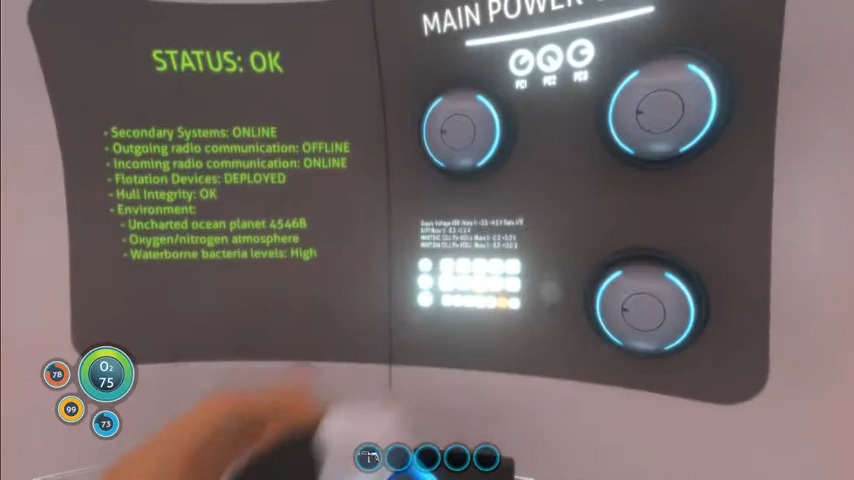 STATUS: OK
- Secondary Systems: ONLINE
- Outgoing radio communication: OFFLINE
- Incoming radio communication: ONLINE
- Flotation Devices: DEPLOYED
- Hull Integrity: OK
- Environment:
- Uncharted ocean planet 4546B
- Oxygen/nitrogen atmosphere
- Waterborne bacteria levels: High
MAIN POWER
FC1 FC2 FC3
O₂
75
78
99
73